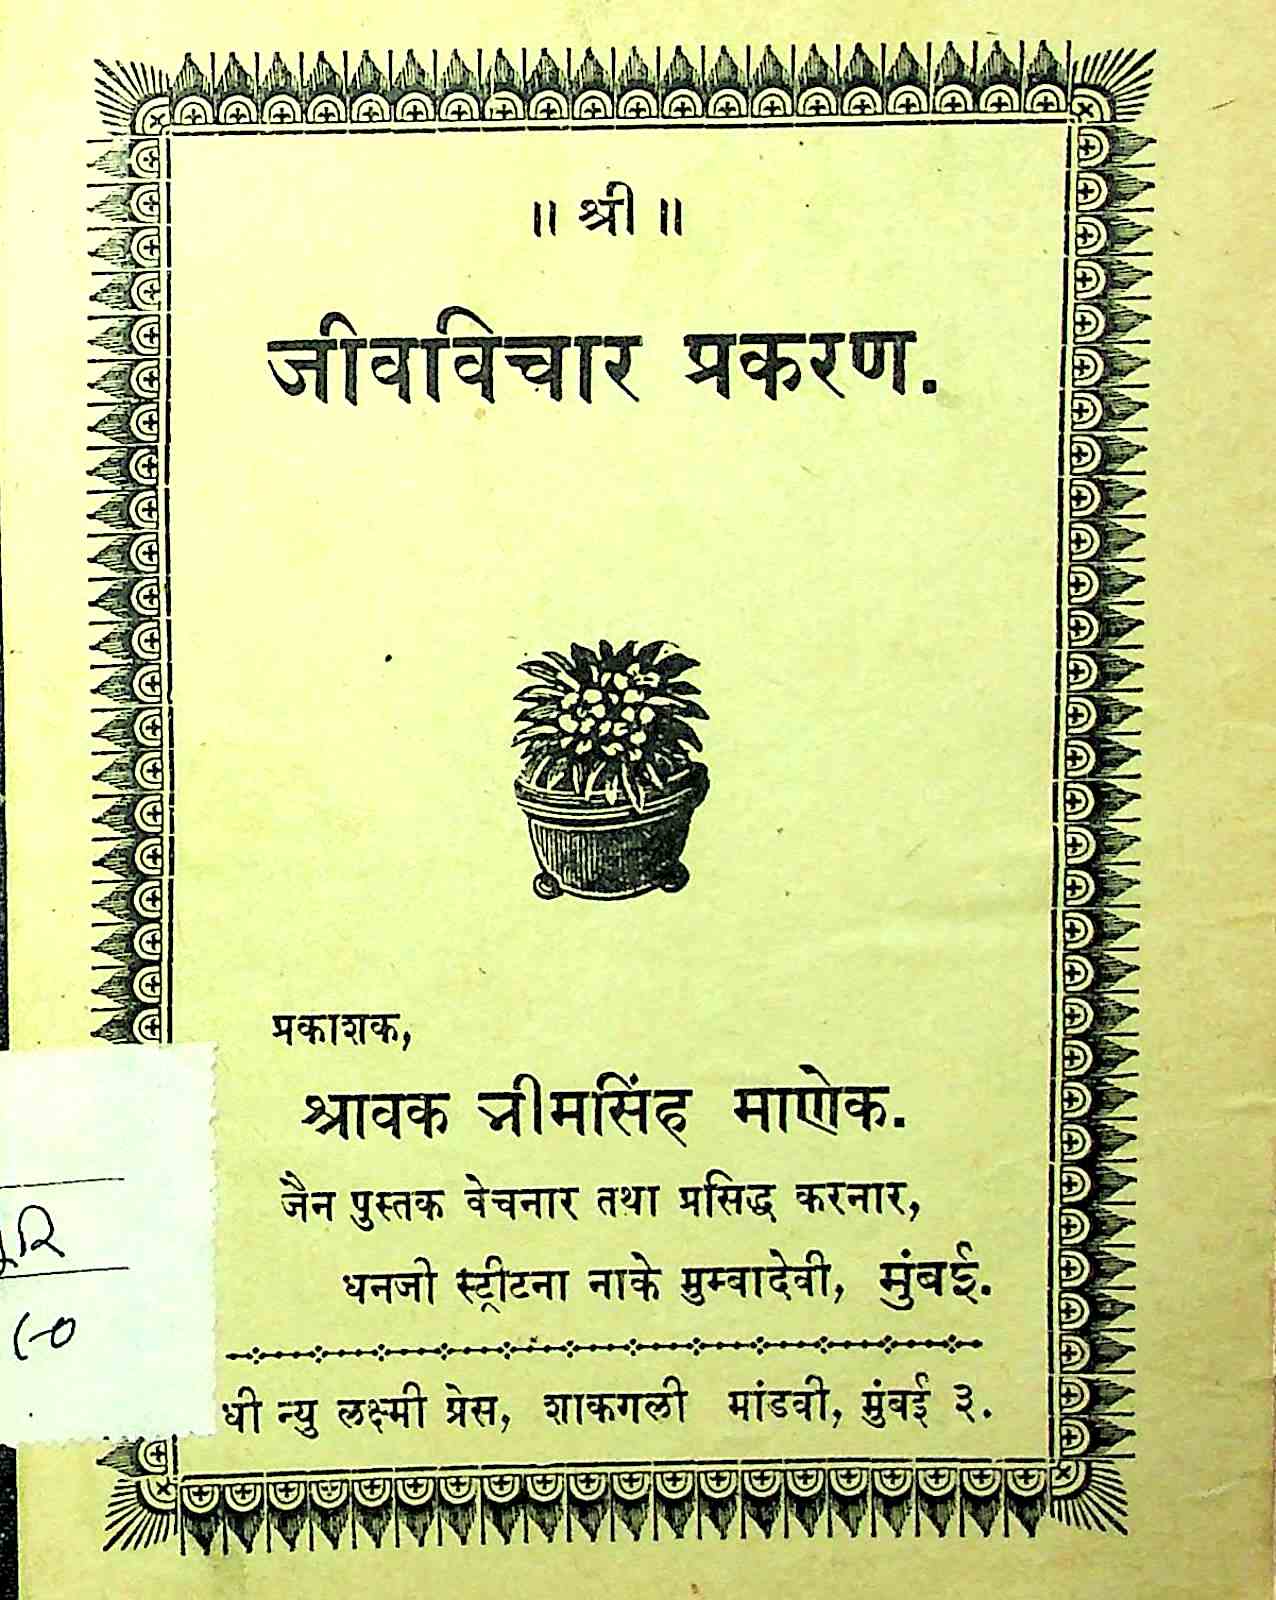 ॥ श्री ॥
जीवविचार प्रकरण.
प्रकाशक,
श्रावक भीमसिंह माणेक.
जैन पुस्तक वेचनार तथा प्रसिद्ध करनार,
धनजी स्ट्रीटना नाके मुम्बादेवी, मुंबई.
धी न्यु लक्ष्मी प्रेस, शाकगली मांडवी, मुंबई ३.